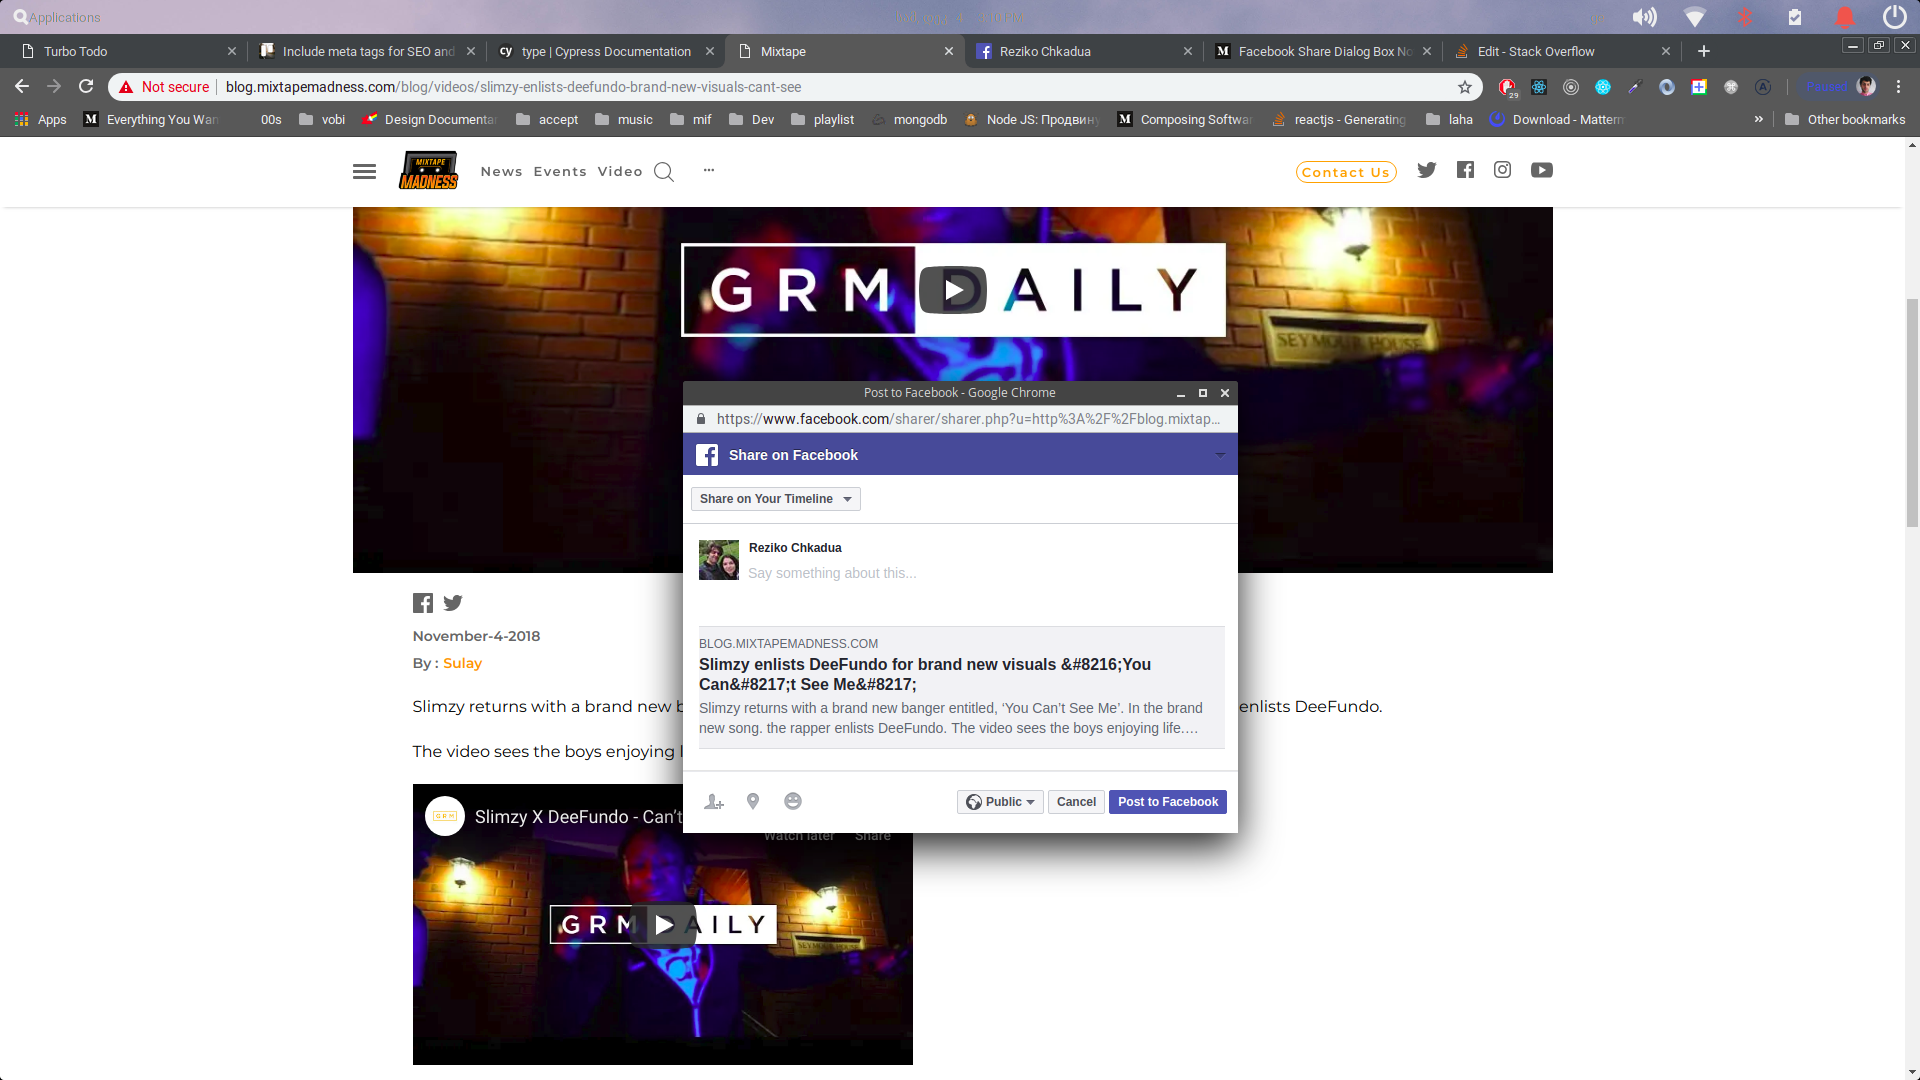 Applications
Turbo Todo
Include meta tags for SEO and
cy type | Cypress Documentation
Mixtape
Reziko Chkadua
Facebook Share Dialog Box No
Edit - Stack Overflow
Not secure
blog.mixtapemadness.com/blog/videos/slimzy-enlists-deefundo-brand-new-visuals-cant-see
29
Paused
Apps
Everything You Wan
00s
vobi
Design Documenta
accept
music
mif
Dev
playlist
mongodb
Node JS: Продвину
Composing Softwar
reactjs - Generating
laha
Download - Matterm
»
Other bookmarks
MIXTAPE
MADNESS
News Events Video
...
Contact Us
GRM DAILY
SEYMOUR HOUSE
Post to Facebook - Google Chrome
https://www.facebook.com/sharer/sharer.php?u=http%3A%2F%2Fblog.mixtap...
Share on Facebook
Share on Your Timeline
Reziko Chkadua
Say something about this...
BLOG.MIXTAPEMADNESS.COM
Slimzy enlists DeeFundo for brand new visuals &#8216;You
Can&#8217;t See Me&#8217;
Slimzy returns with a brand new banger entitled, ‘You Can’t See Me’. In the brand
new song. the rapper enlists DeeFundo. The video sees the boys enjoying life.…
Public
Cancel
Post to Facebook
November-4-2018
By : Sulay
Slimzy returns with a brand new
enlists DeeFundo.
The video sees the boys enjoying
GRM
Slimzy X DeeFundo - Can’t
Watch later
Share
GRM DAILY
SEYMOUR HOUSE